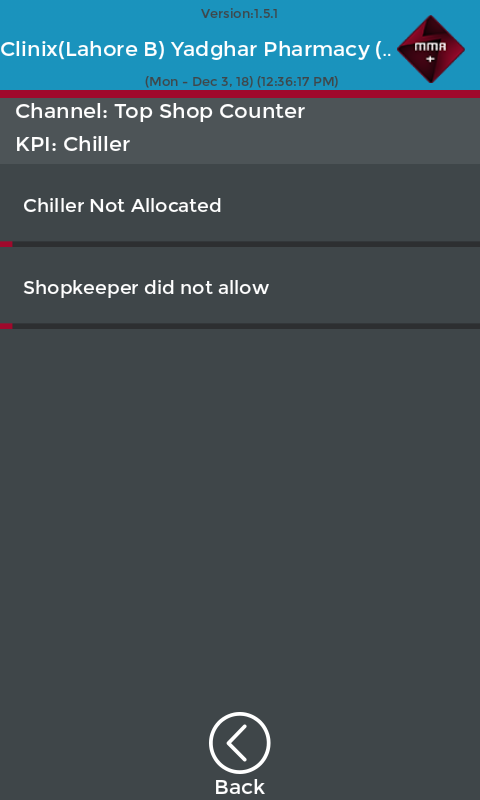 Version:1.5.1
Clinix(Lahore B) Yadghar Pharmacy (..
MMA
+
(Mon - Dec 3, 18) (12:36:17 PM)
Channel: Top Shop Counter
KPI: Chiller
Chiller Not Allocated
Shopkeeper did not allow
Back